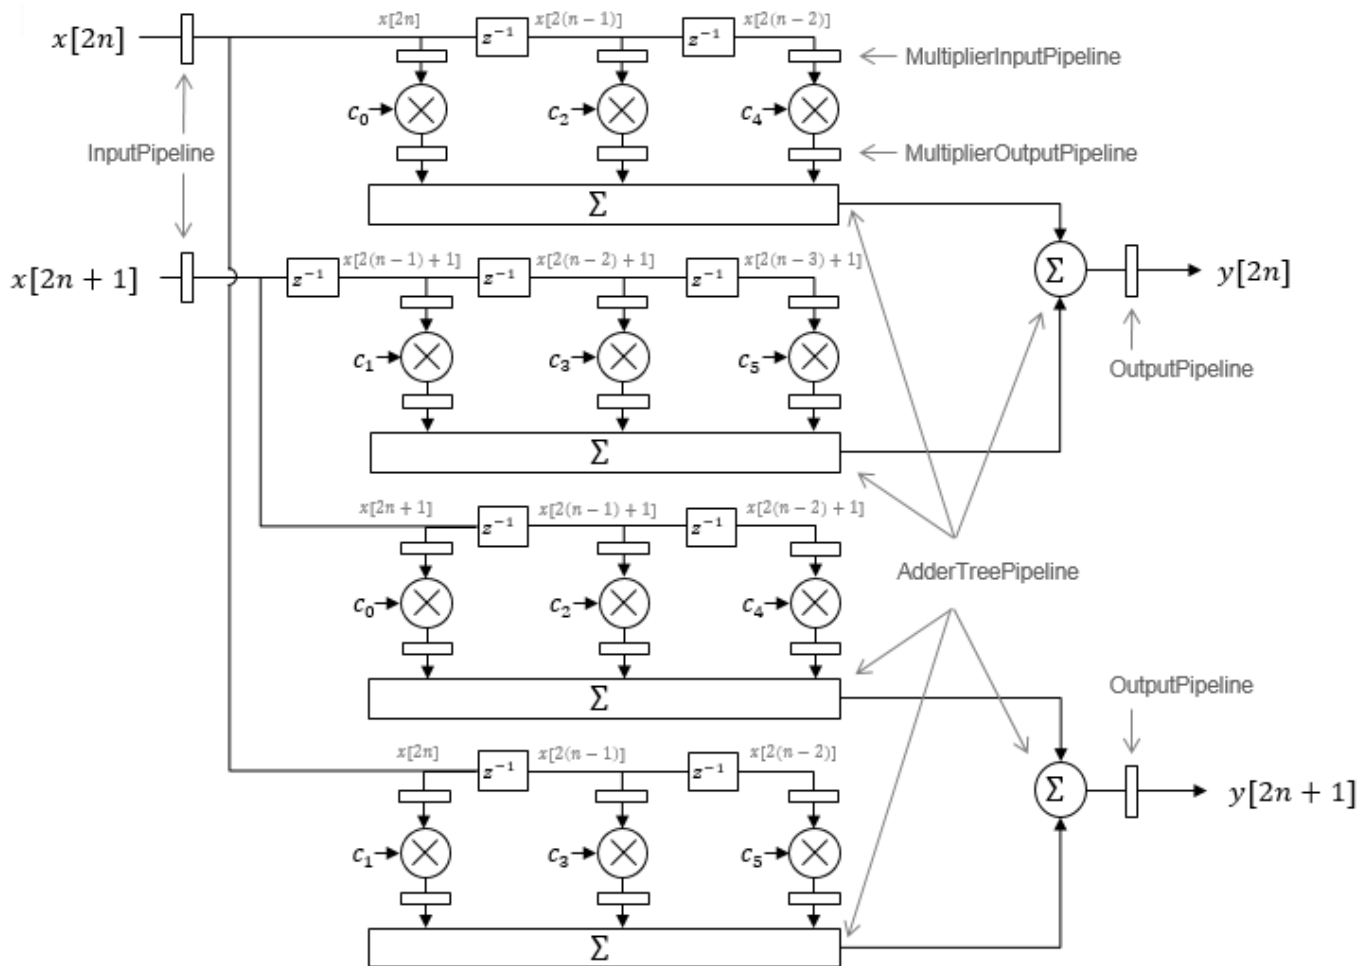 x[2n]
x[2n] z⁻¹ x[2(n − 1)] z⁻¹ x[2(n − 2)]
MultiplierInputPipeline
c₀ c₂ c₄
InputPipeline
MultiplierOutputPipeline
Σ
x[2n + 1]
z⁻¹ x[2(n − 1) + 1] z⁻¹ x[2(n − 2) + 1] z⁻¹ x[2(n − 3) + 1]
Σ
y[2n]
c₁ c₃ c₅
OutputPipeline
Σ
x[2n + 1] z⁻¹ x[2(n − 1) + 1] z⁻¹ x[2(n − 2) + 1]
AdderTreePipeline
c₀ c₂ c₄
Σ
OutputPipeline
x[2n] z⁻¹ x[2(n − 1)] z⁻¹ x[2(n − 2)]
Σ
y[2n + 1]
c₁ c₃ c₅
Σ